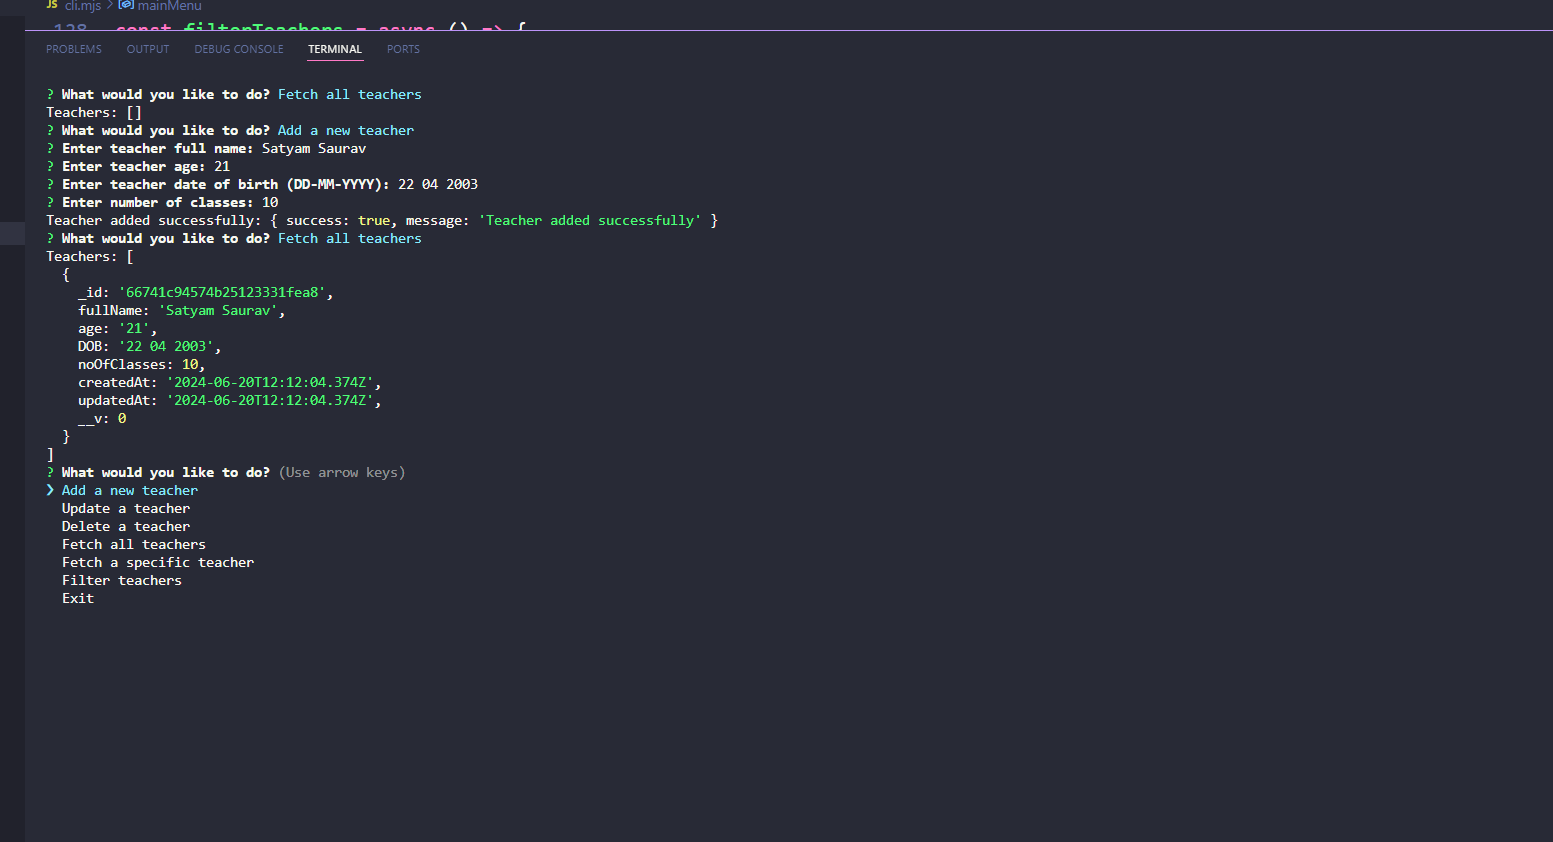 JS cli.mjs > mainMenu
128 const filterTeachers = async () => {
PROBLEMS OUTPUT DEBUG CONSOLE TERMINAL PORTS
? What would you like to do? Fetch all teachers
Teachers: []
? What would you like to do? Add a new teacher
? Enter teacher full name: Satyam Saurav
? Enter teacher age: 21
? Enter teacher date of birth (DD-MM-YYYY): 22 04 2003
? Enter number of classes: 10
Teacher added successfully: { success: true, message: 'Teacher added successfully' }
? What would you like to do? Fetch all teachers
Teachers: [
  {
    _id: '66741c94574b25123331fea8',
    fullName: 'Satyam Saurav',
    age: '21',
    DOB: '22 04 2003',
    noOfClasses: 10,
    createdAt: '2024-06-20T12:12:04.374Z',
    updatedAt: '2024-06-20T12:12:04.374Z',
    __v: 0
  }
]
? What would you like to do? (Use arrow keys)
❯ Add a new teacher
  Update a teacher
  Delete a teacher
  Fetch all teachers
  Fetch a specific teacher
  Filter teachers
  Exit